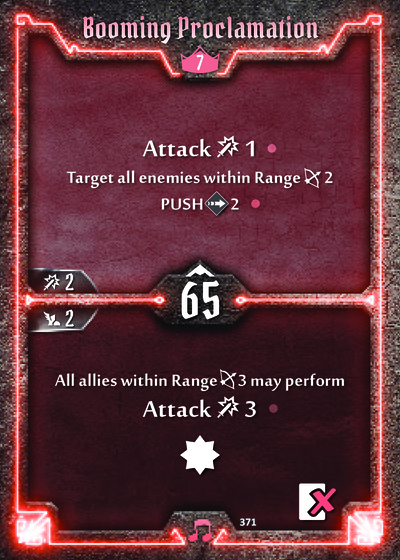 Booming Proclamation
7
Attack 1
Target all enemies within Range 2
PUSH 2
2
65
2
All allies within Range 3 may perform
Attack 3
371